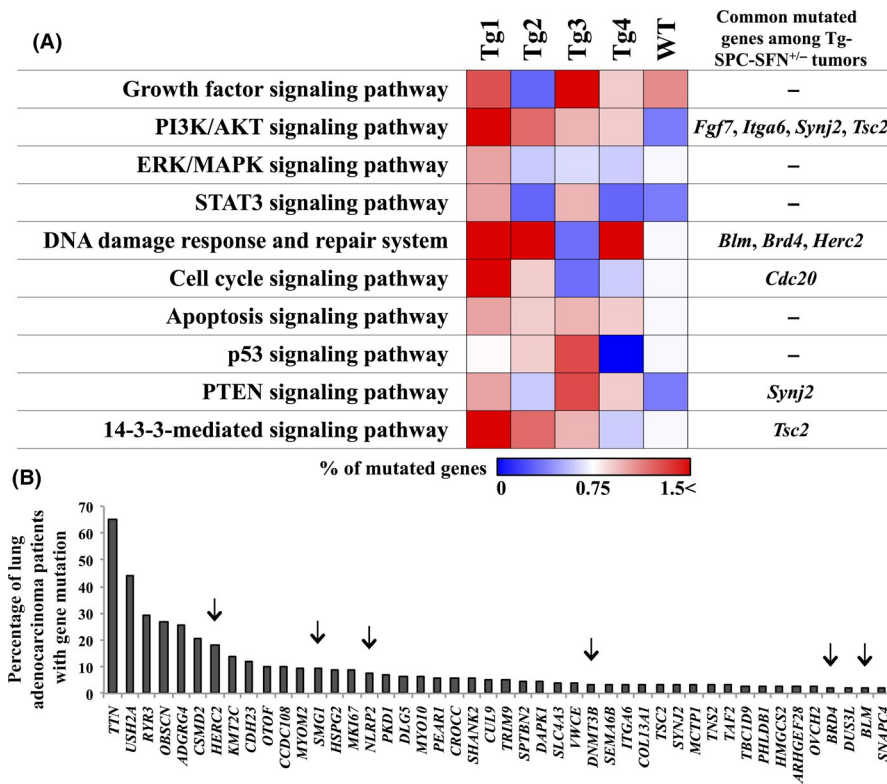 (A)
Tg1
Tg2
Tg3
Tg4
WT
Common mutated
genes among Tg-
SPC-SFN+/− tumors
Growth factor signaling pathway –
PI3K/AKT signaling pathway Fgf7, Itga6, Synj2, Tsc2
ERK/MAPK signaling pathway –
STAT3 signaling pathway –
DNA damage response and repair system Blm, Brd4, Herc2
Cell cycle signaling pathway Cdc20
Apoptosis signaling pathway –
p53 signaling pathway –
PTEN signaling pathway Synj2
14-3-3-mediated signaling pathway Tsc2
% of mutated genes
0 0.75 1.5<
(B)
Percentage of lung
adenocarcinoma patients
with gene mutation
70
60
50
40
30
20
10
0
TTN
USH2A
RYR3
OBSCN
ADGRG4
CSMD2
HERC2
KMT2C
CDH23
OTOF
CCDC108
MYOM2
SMG1
HSPG2
MKI67
NLRP2
PKD1
DLG5
MYO10
PEAR1
CROCC
SHANK2
CUL9
TRIM9
SPTBN2
DAPK1
SLC4A3
VWCE
DNMT3B
SEMA6B
ITGA6
COL13A1
TSC2
SYNJ2
MCTP1
TNS2
TAF2
TBC1D9
PHLDB1
HMGCS2
ARHGEF28
OVCH2
BRD4
DUS3L
BLM
SNAPC4